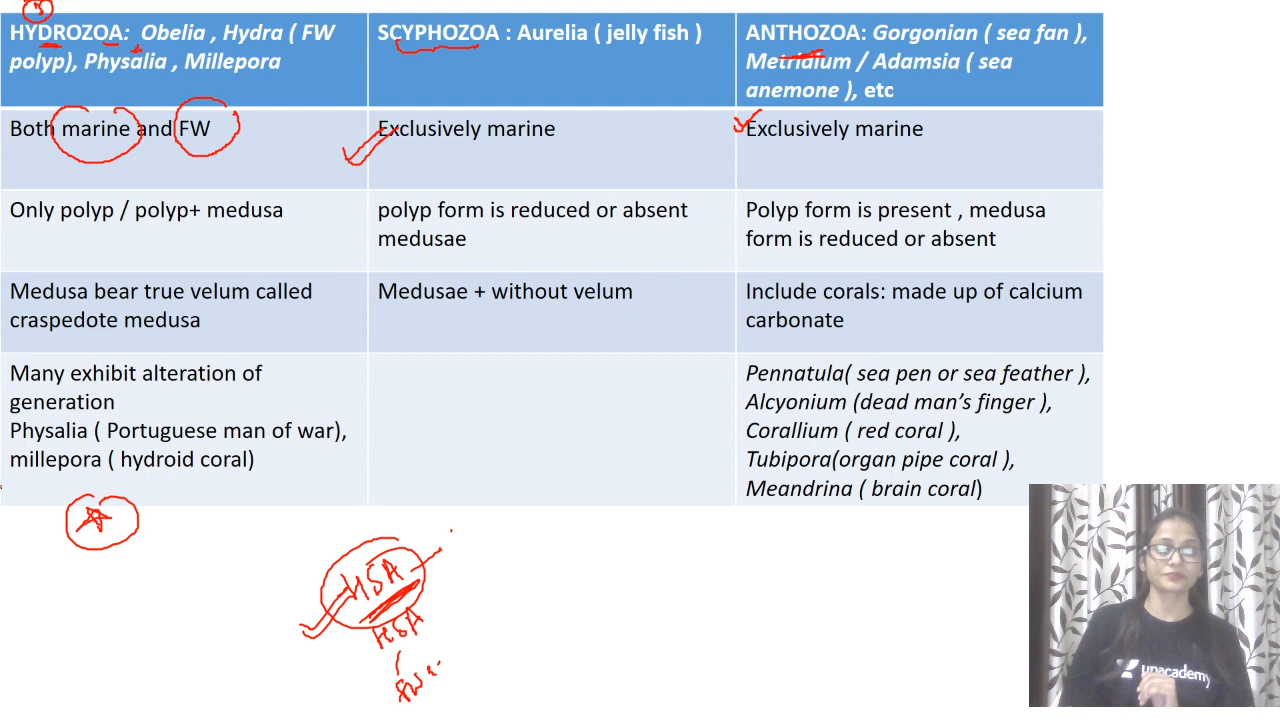 HYDROZOA: Obelia , Hydra ( FW
polyp), Physalia , Millepora
SCYPHOZOA : Aurelia ( jelly fish )
ANTHOZOA: Gorgonian ( sea fan ),
Metridium / Adamsia ( sea
anemone ), etc
Both marine and FW
Exclusively marine
Exclusively marine
Only polyp / polyp+ medusa
polyp form is reduced or absent
medusae
Polyp form is present , medusa
form is reduced or absent
Medusa bear true velum called
craspedote medusa
Medusae + without velum
Include corals: made up of calcium
carbonate
Many exhibit alteration of
generation
Physalia ( Portuguese man of war),
millepora ( hydroid coral)
Pennatula( sea pen or sea feather ),
Alcyonium (dead man's finger ),
Corallium ( red coral ),
Tubipora(organ pipe coral ),
Meandrina ( brain coral)
HSA
HSA
FW
unacademy